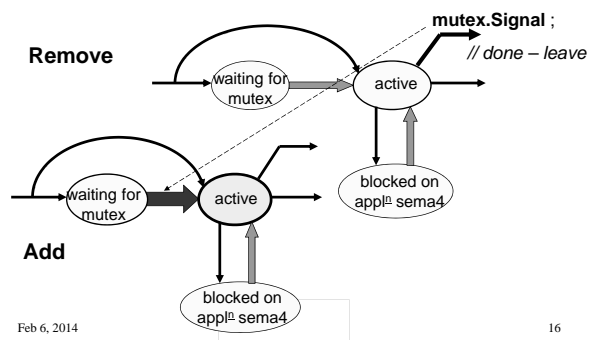 mutex.Signal ;
// done – leave
Remove
waiting for
mutex
active
blocked on
applⁿ sema4
waiting for
mutex
active
Add
blocked on
applⁿ sema4
Feb 6, 2014
16